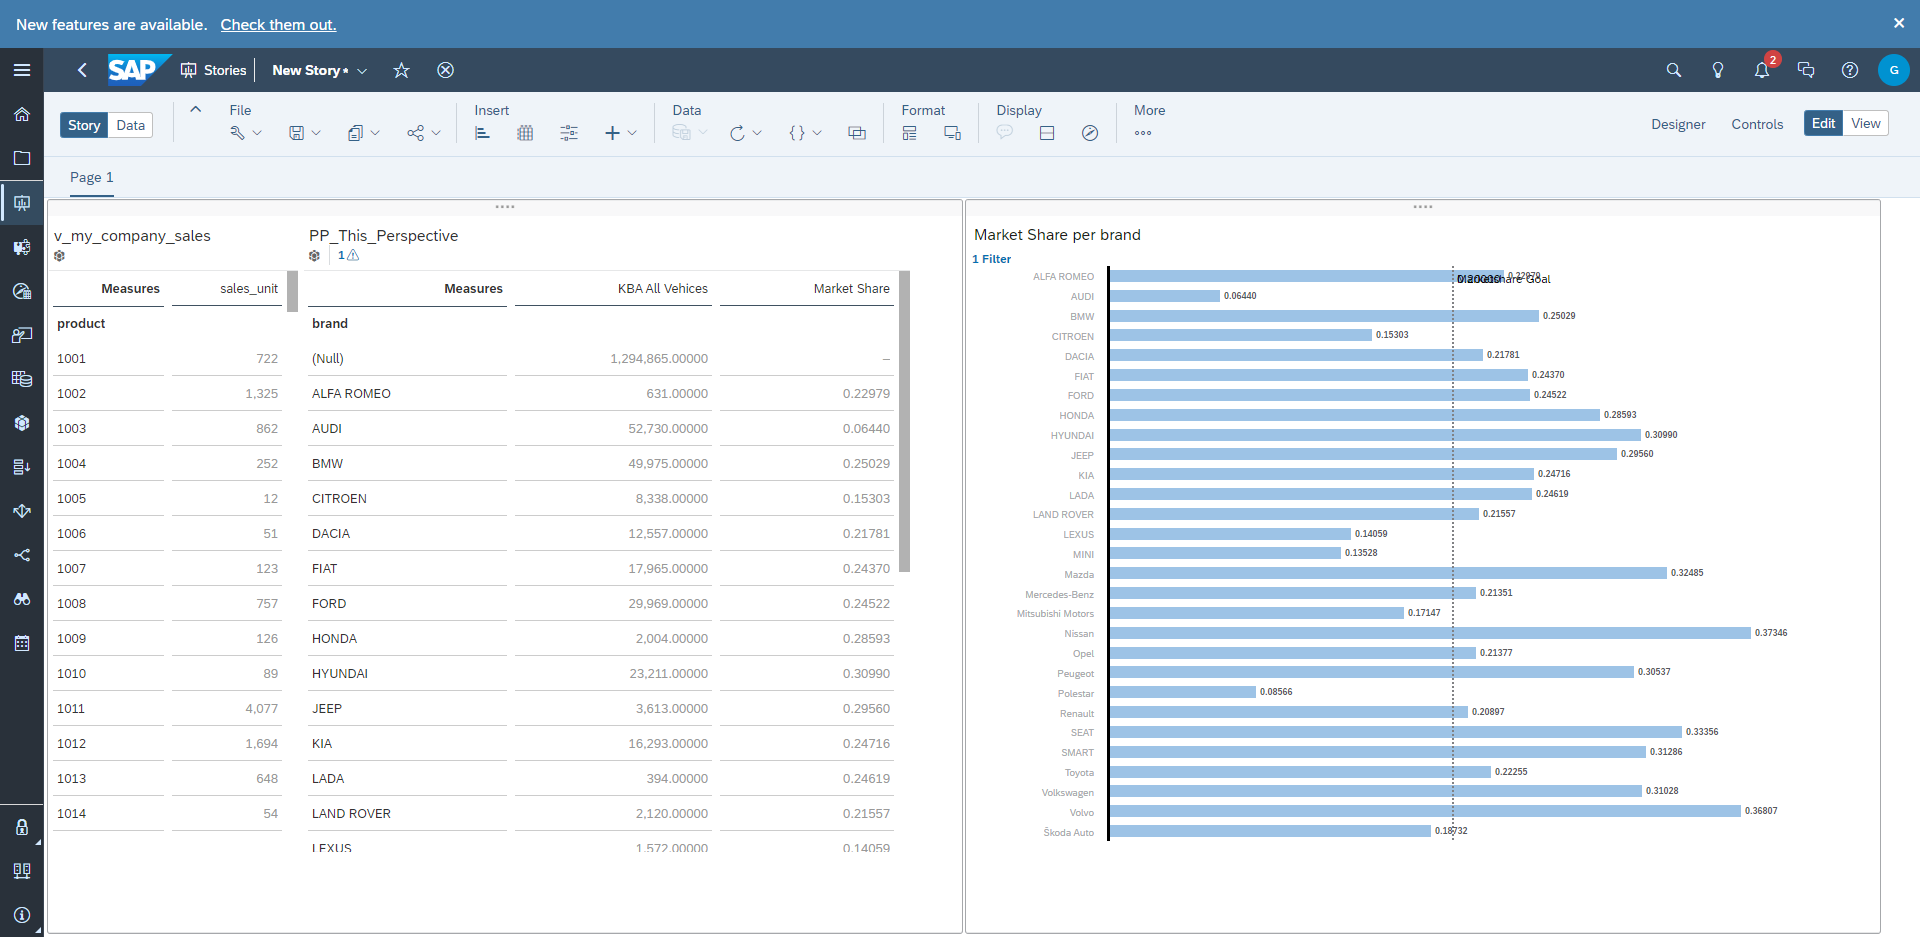 New features are available. Check them out.
SAP Stories New Story * 2 G
Story Data File Insert Data Format Display More Designer Controls Edit View
Page 1
v_my_company_sales
Measures sales_unit
product
1001 722
1002 1,325
1003 862
1004 252
1005 12
1006 51
1007 123
1008 757
1009 126
1010 89
1011 4,077
1012 1,694
1013 648
1014 54
PP_This_Perspective
1
Measures KBA All Vehices Market Share
brand
(Null) 1,294,865.00000 –
ALFA ROMEO 631.00000 0.22979
AUDI 52,730.00000 0.06440
BMW 49,975.00000 0.25029
CITROEN 8,338.00000 0.15303
DACIA 12,557.00000 0.21781
FIAT 17,965.00000 0.24370
FORD 29,969.00000 0.24522
HONDA 2,004.00000 0.28593
HYUNDAI 23,211.00000 0.30990
JEEP 3,613.00000 0.29560
KIA 16,293.00000 0.24716
LADA 394.00000 0.24619
LAND ROVER 2,120.00000 0.21557
LEXUS 1,572.00000 0.14059
Market Share per brand
1 Filter
ALFA ROMEO 0.22979
AUDI 0.06440
BMW 0.25029
CITROEN 0.15303
DACIA 0.21781
FIAT 0.24370
FORD 0.24522
HONDA 0.28593
HYUNDAI 0.30990
JEEP 0.29560
KIA 0.24716
LADA 0.24619
LAND ROVER 0.21557
LEXUS 0.14059
MINI 0.13528
Mazda 0.32485
Mercedes-Benz 0.21351
Mitsubishi Motors 0.17147
Nissan 0.37346
Opel 0.21377
Peugeot 0.30537
Polestar 0.08566
Renault 0.20897
SEAT 0.33356
SMART 0.31286
Toyota 0.22255
Volkswagen 0.31028
Volvo 0.36807
Škoda Auto 0.18732